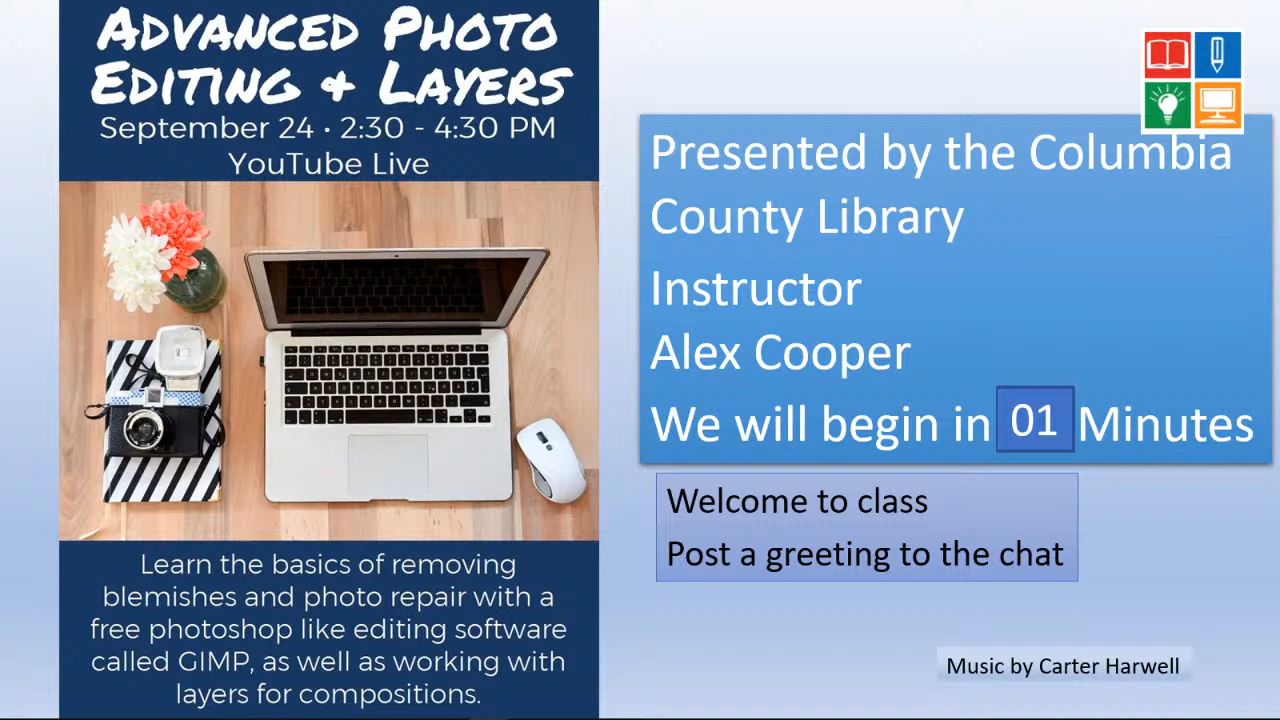 ADVANCED PHOTO
EDITING & LAYERS
September 24 • 2:30 - 4:30 PM
YouTube Live
Learn the basics of removing
blemishes and photo repair with a
free photoshop like editing software
called GIMP, as well as working with
layers for compositions.
Presented by the Columbia
County Library
Instructor
Alex Cooper
We will begin in 01 Minutes
Welcome to class
Post a greeting to the chat
Music by Carter Harwell